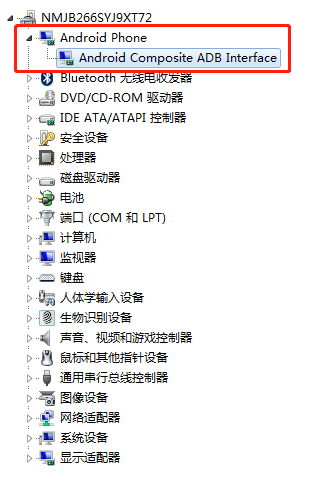 NMJB266SYJ9XT72
Android Phone
Android Composite ADB Interface
Bluetooth 无线电收发器
DVD/CD-ROM 驱动器
IDE ATA/ATAPI 控制器
安全设备
处理器
磁盘驱动器
电池
端口 (COM 和 LPT)
计算机
监视器
键盘
人体学输入设备
生物识别设备
声音、视频和游戏控制器
鼠标和其他指针设备
通用串行总线控制器
图像设备
网络适配器
系统设备
显示适配器